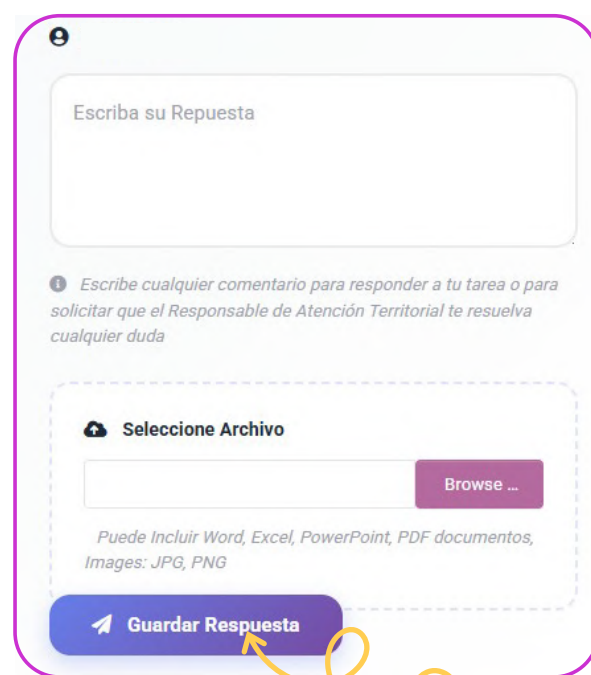 Escriba su Repuesta
Escribe cualquier comentario para responder a tu tarea o para
solicitar que el Responsable de Atención Territorial te resuelva
cualquier duda
Seleccione Archivo
Browse ...
Puede Incluir Word, Excel, PowerPoint, PDF documentos,
Images: JPG, PNG
Guardar Respuesta